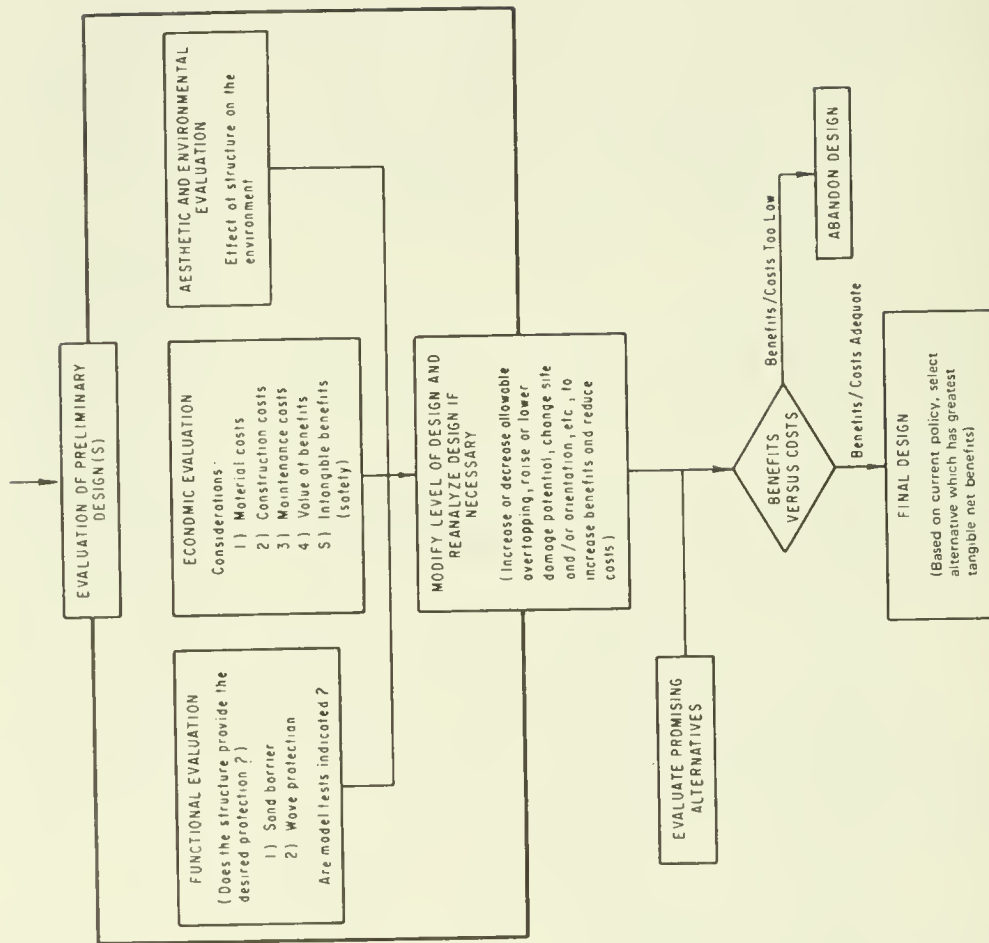 EVALUATION OF PRELIMINARY
DESIGN(S)
FUNCTIONAL EVALUATION
(Does the structure provide the
desired protection?)
1) Sand barrier
2) Wave protection
Are model tests indicated?
ECONOMIC EVALUATION
Considerations:
1) Material costs
2) Construction costs
3) Maintenance costs
4) Value of benefits
5) Intangible benefits
(safety)
AESTHETIC AND ENVIRONMENTAL
EVALUATION
Effect of structure on the
environment
MODIFY LEVEL OF DESIGN AND
REANALYZE DESIGN IF
NECESSARY
(Increase or decrease allowable
overtopping, raise or lower
damage potential, change site
and/or orientation, etc, to
increase benefits and reduce
costs)
EVALUATE PROMISING
ALTERNATIVES
BENEFITS
VERSUS COSTS
Benefits/Costs Too Low
ABANDON DESIGN
Benefits/Costs Adequate
FINAL DESIGN
(Based on current policy, select
alternative which has greatest
tangible net benefits)